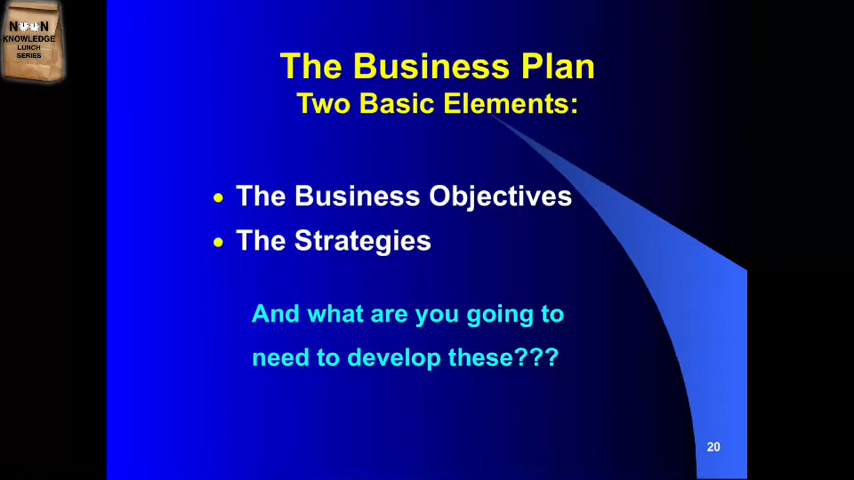 NOON
KNOWLEDGE
LUNCH
SERIES
The Business Plan
Two Basic Elements:
• The Business Objectives
• The Strategies
And what are you going to
need to develop these???
20